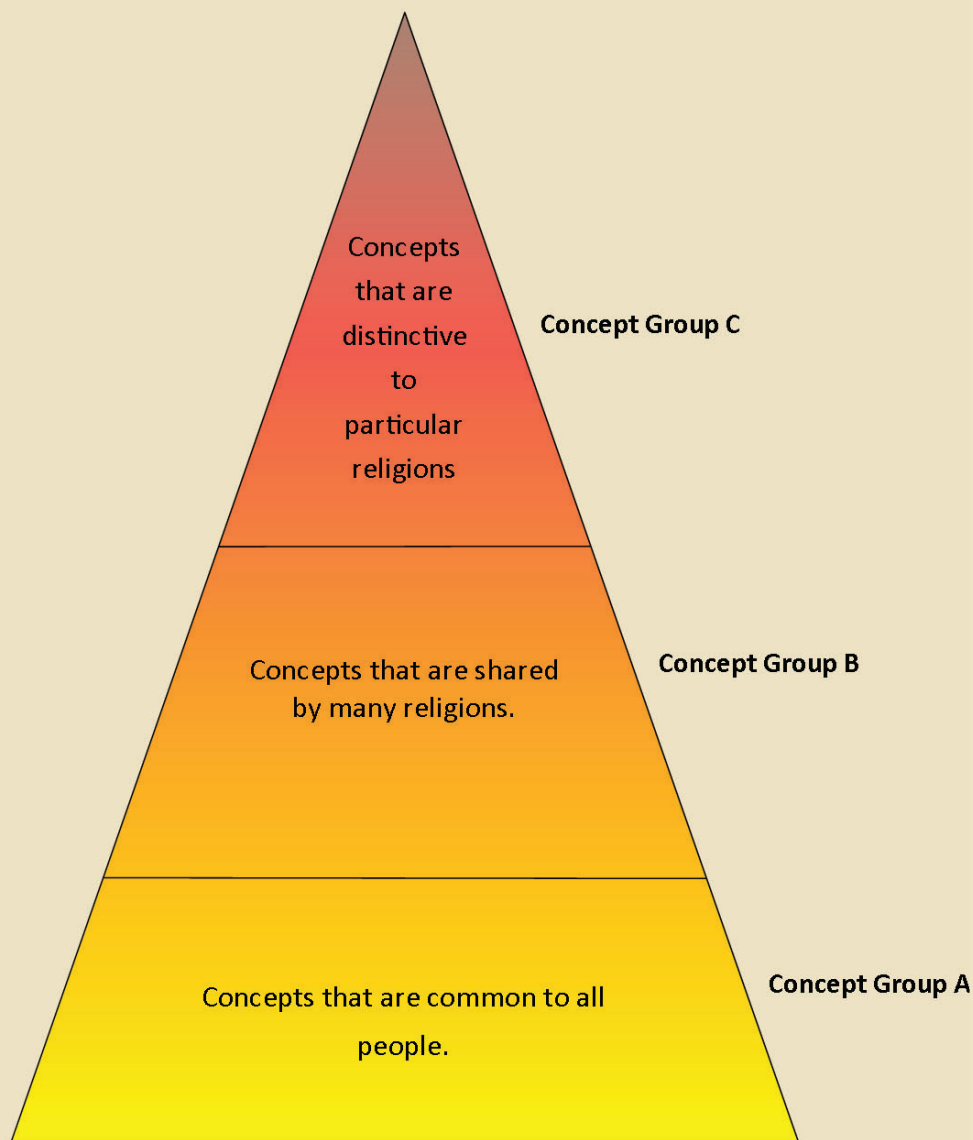 Concepts
that are
distinctive
to
particular
religions
Concept Group C
Concepts that are shared
by many religions.
Concept Group B
Concepts that are common to all
people.
Concept Group A